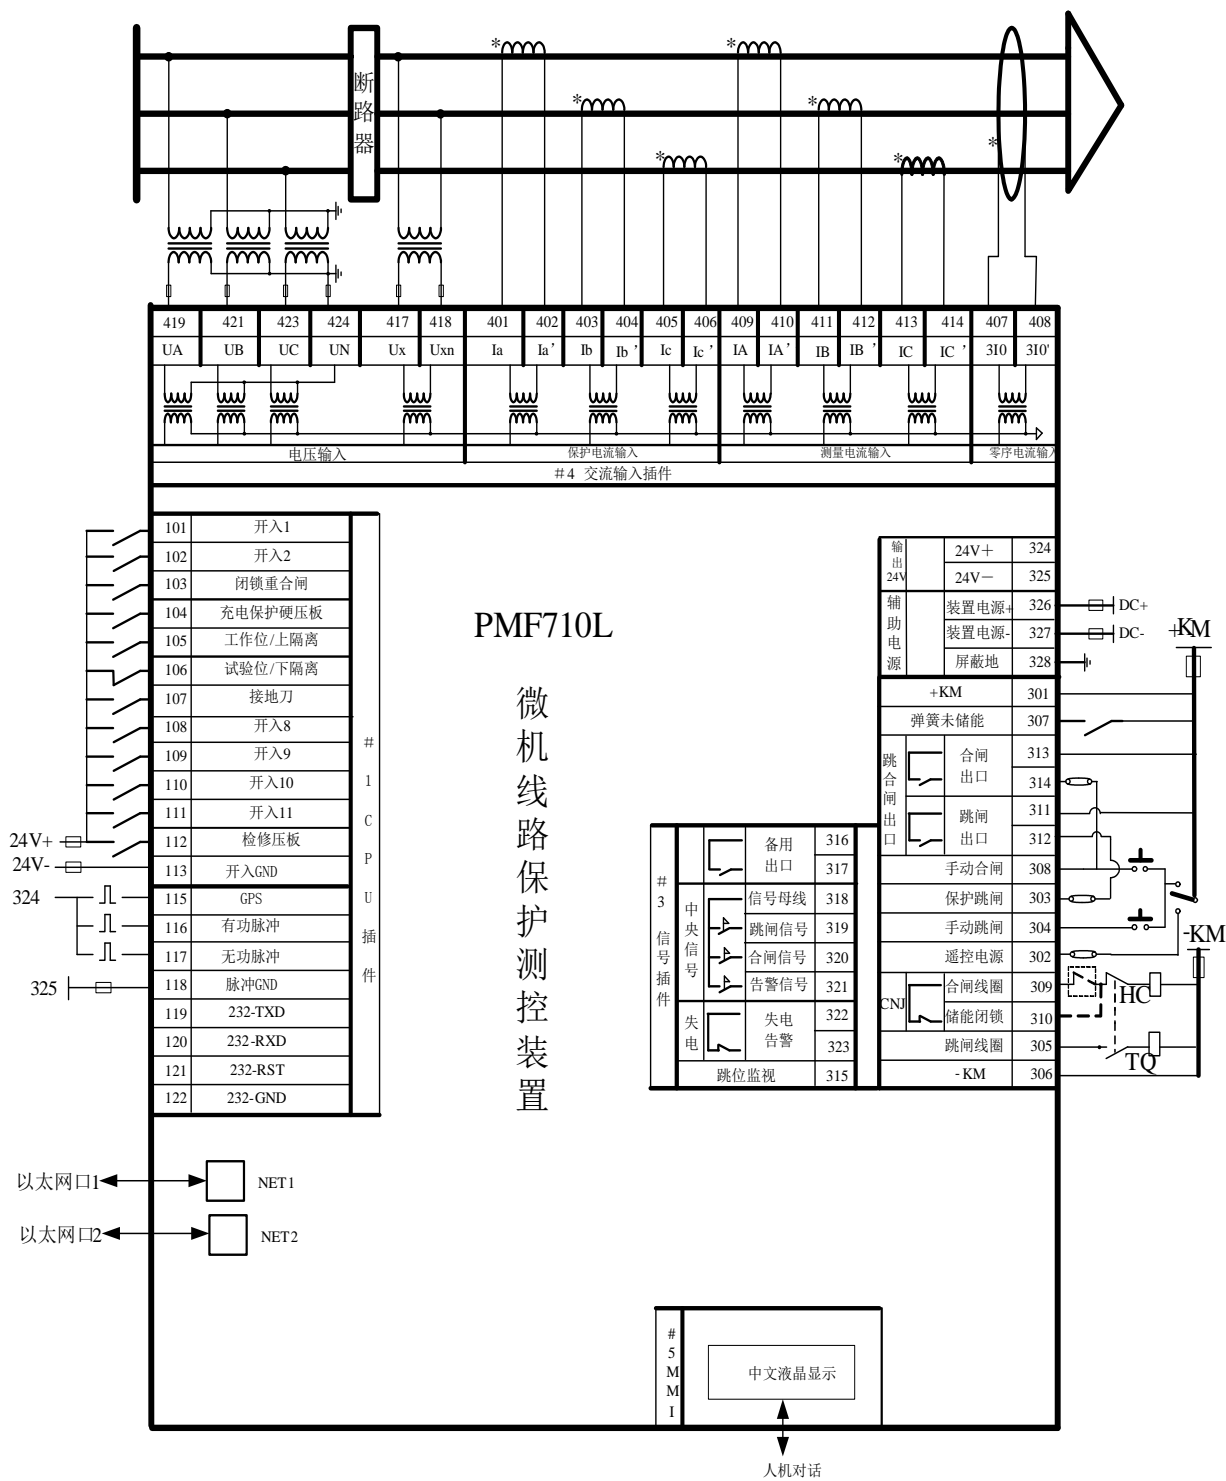 * * *
断路器
* *
* *
*
419 421 423 424 417 418 401 402 403 404 405 406 409 410 411 412 413 414 407 408
UA UB UC UN Ux Uxn Ia Ia’ Ib Ib’ Ic Ic’ IA IA’ IB IB’ IC IC’ 3I0 3I0'
电压输入 保护电流输入 测量电流输入 零序电流输入
#4 交流输入插件
101 开入1
102 开入2
103 闭锁重合闸
104 充电保护硬压板
105 工作位/上隔离
106 试验位/下隔离
107 接地刀
108 开入8
109 开入9
110 开入10
111 开入11
24V+ 112 检修压板
24V- 113 开入GND
324 115 GPS
116 有功脉冲
117 无功脉冲
325 118 脉冲GND
119 232-TXD
120 232-RXD
121 232-RST
122 232-GND
#1CPU插件
PMF710L
微机线路保护测控装置
以太网口1 NET1
以太网口2 NET2
#3信号插件
备用出口 316
317
中央信号
信号母线 318
跳闸信号 319
合闸信号 320
告警信号 321
失电
失电告警 322
323
跳位监视 315
输出24V
24V+ 324
24V- 325
辅助电源
装置电源+ 326 DC+
装置电源- 327 DC-
屏蔽地 328
+KM
+KM 301
弹簧未储能 307
跳合闸出口
合闸出口 313
314
跳闸出口 311
312
手动合闸 308
保护跳闸 303
手动跳闸 304
-KM
遥控电源 302
CNJ
合闸线圈 309 HC
储能闭锁 310
跳闸线圈 305 TQ
-KM 306
#5MMI
中文液晶显示
人机对话